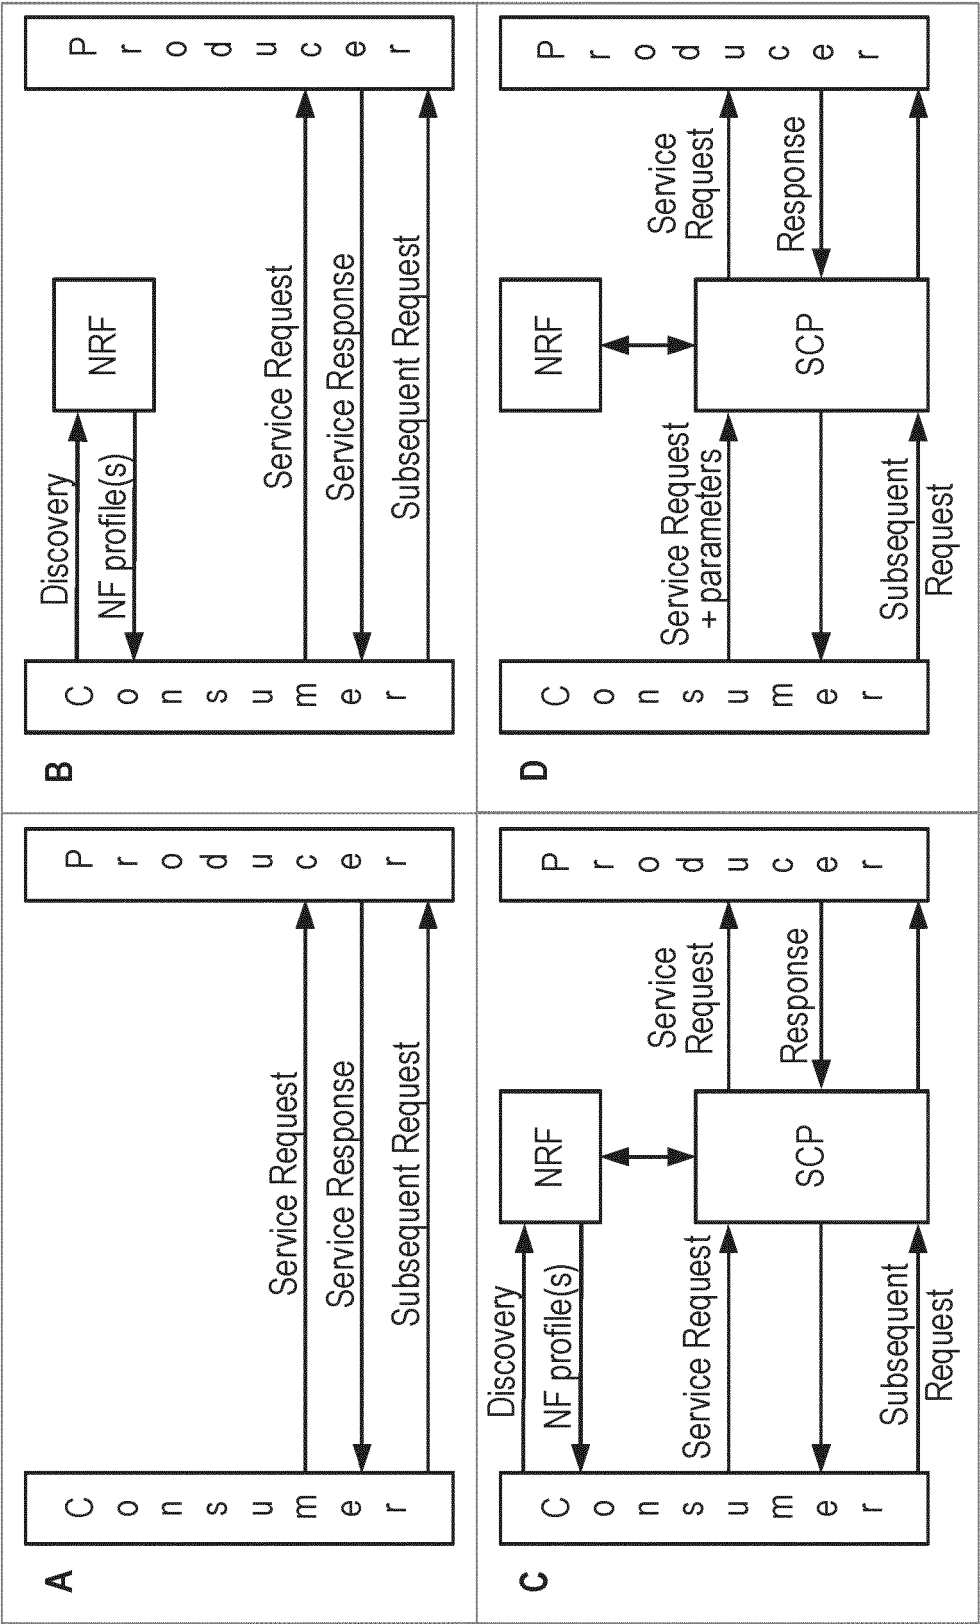 A
Consumer
Producer
Service Request
Service Response
Subsequent Request
B
Consumer
Producer
Discovery
NF profile(s)
NRF
Service Request
Service Response
Subsequent Request
C
Consumer
Producer
Discovery
NF profile(s)
NRF
Service Request
Service
Request
SCP
Response
Subsequent
Request
D
Consumer
Producer
NRF
Service Request
+ parameters
Service
Request
SCP
Response
Subsequent
Request